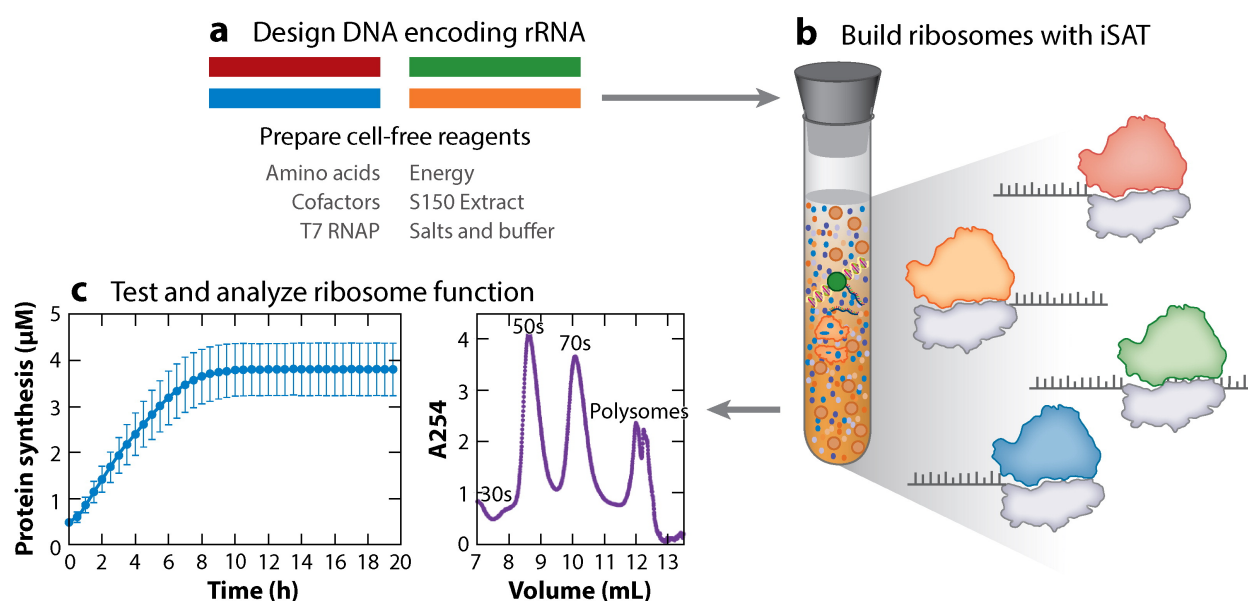 a Design DNA encoding rRNA
Prepare cell-free reagents
Amino acids Energy
Cofactors S150 Extract
T7 RNAP Salts and buffer
b Build ribosomes with iSAT
c Test and analyze ribosome function
Protein synthesis (µM)
5
4
3
2
1
0
0 2 4 6 8 10 12 14 16 18 20
Time (h)
A254
4
3
2
1
0
50s
70s
Polysomes
30s
7 8 9 10 11 12 13
Volume (mL)